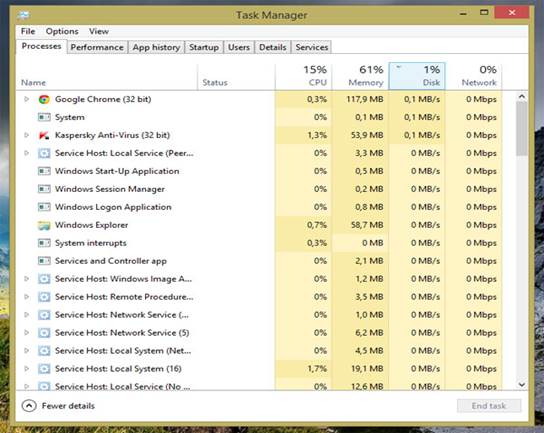 Task Manager
File Options View
Processes Performance App history Startup Users Details Services
15% 61% 1% 0%
Name Status CPU Memory Disk Network
Google Chrome (32 bit) 0,3% 117,9 MB 0,1 MB/s 0 Mbps
System 0% 0,1 MB 0,1 MB/s 0 Mbps
Kaspersky Anti-Virus (32 bit) 1,3% 53,9 MB 0,1 MB/s 0 Mbps
Service Host: Local Service (Peer... 0% 3,3 MB 0 MB/s 0 Mbps
Windows Start-Up Application 0% 0,5 MB 0 MB/s 0 Mbps
Windows Session Manager 0% 0,2 MB 0 MB/s 0 Mbps
Windows Logon Application 0% 0,8 MB 0 MB/s 0 Mbps
Windows Explorer 0,7% 58,7 MB 0 MB/s 0 Mbps
System interrupts 0,3% 0 MB 0 MB/s 0 Mbps
Services and Controller app 0% 2,1 MB 0 MB/s 0 Mbps
Service Host: Windows Image A... 0% 1,2 MB 0 MB/s 0 Mbps
Service Host: Remote Procedure... 0% 3,5 MB 0 MB/s 0 Mbps
Service Host: Network Service (... 0% 1,0 MB 0 MB/s 0 Mbps
Service Host: Network Service (5) 0% 6,2 MB 0 MB/s 0 Mbps
Service Host: Local System (Net... 0% 4,5 MB 0 MB/s 0 Mbps
Service Host: Local System (16) 1,7% 19,1 MB 0 MB/s 0 Mbps
Service Host: Local Service (No ... 0% 12,6 MB 0 MB/s 0 Mbps
Fewer details End task